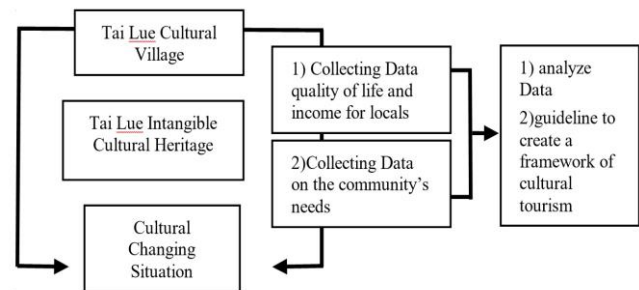 Tai Lue Cultural
Village
Tai Lue Intangible
Cultural Heritage
Cultural
Changing
Situation
1) Collecting Data
quality of life and
income for locals
2)Collecting Data
on the community's
needs
1) analyze
Data
2)guideline to
create a
framework of
cultural
tourism